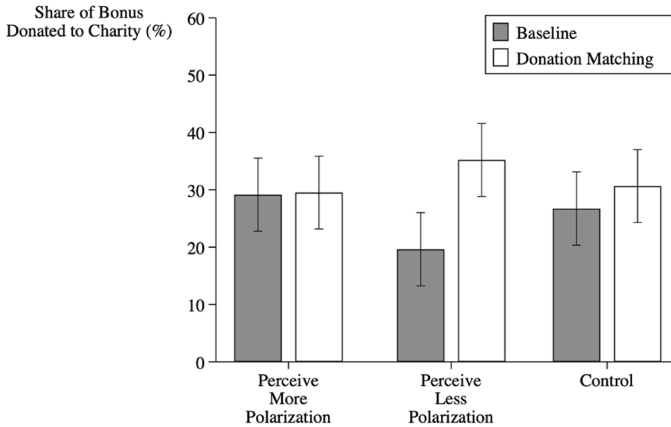 Share of Bonus
Donated to Charity (%)
60
50
40
30
20
10
0
Baseline
Donation Matching
Perceive
More
Polarization
Perceive
Less
Polarization
Control